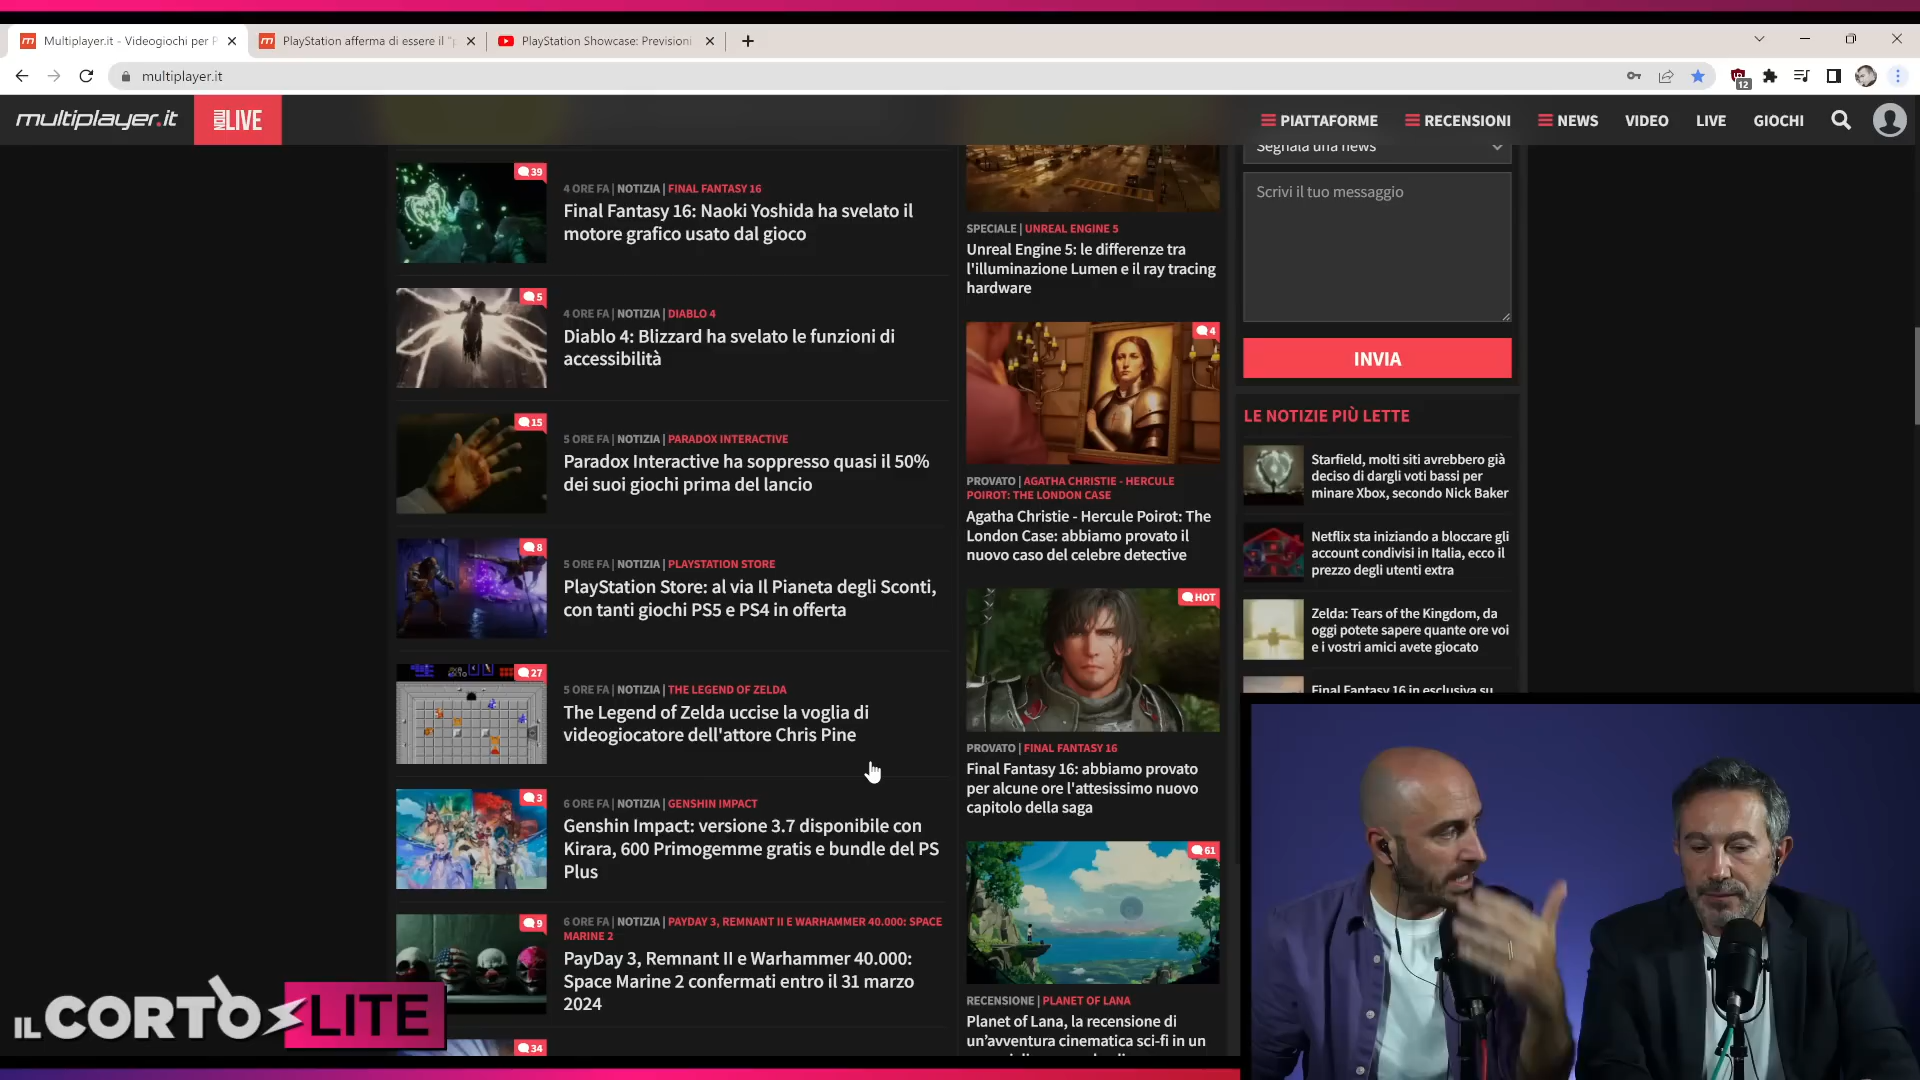 Multiplayer.it - Videogiochi per P
PlayStation afferma di essere il "p
PlayStation Showcase: Previsioni
multiplayer.it
12
multiplayer.it
NOW LIVE
PIATTAFORME
RECENSIONI
NEWS
VIDEO
LIVE
GIOCHI
39
4 ORE FA | NOTIZIA | FINAL FANTASY 16
Final Fantasy 16: Naoki Yoshida ha svelato il
motore grafico usato dal gioco
5
4 ORE FA | NOTIZIA | DIABLO 4
Diablo 4: Blizzard ha svelato le funzioni di
accessibilità
15
5 ORE FA | NOTIZIA | PARADOX INTERACTIVE
Paradox Interactive ha soppresso quasi il 50%
dei suoi giochi prima del lancio
8
5 ORE FA | NOTIZIA | PLAYSTATION STORE
PlayStation Store: al via Il Pianeta degli Sconti,
con tanti giochi PS5 e PS4 in offerta
27
5 ORE FA | NOTIZIA | THE LEGEND OF ZELDA
The Legend of Zelda uccise la voglia di
videogiocatore dell'attore Chris Pine
3
6 ORE FA | NOTIZIA | GENSHIN IMPACT
Genshin Impact: versione 3.7 disponibile con
Kirara, 600 Primogemme gratis e bundle del PS
Plus
9
6 ORE FA | NOTIZIA | PAYDAY 3, REMNANT II E WARHAMMER 40.000: SPACE
MARINE 2
PayDay 3, Remnant II e Warhammer 40.000:
Space Marine 2 confermati entro il 31 marzo
2024
34
SPECIALE | UNREAL ENGINE 5
Unreal Engine 5: le differenze tra
l'illuminazione Lumen e il ray tracing
hardware
4
PROVATO | AGATHA CHRISTIE - HERCULE
POIROT: THE LONDON CASE
Agatha Christie - Hercule Poirot: The
London Case: abbiamo provato il
nuovo caso del celebre detective
HOT
PROVATO | FINAL FANTASY 16
Final Fantasy 16: abbiamo provato
per alcune ore l'attesissimo nuovo
capitolo della saga
61
RECENSIONE | PLANET OF LANA
Planet of Lana, la recensione di
un'avventura cinematica sci-fi in un
Segnala una news
Scrivi il tuo messaggio
INVIA
LE NOTIZIE PIÙ LETTE
Starfield, molti siti avrebbero già
deciso di dargli voti bassi per
minare Xbox, secondo Nick Baker
Netflix sta iniziando a bloccare gli
account condivisi in Italia, ecco il
prezzo degli utenti extra
Zelda: Tears of the Kingdom, da
oggi potete sapere quante ore voi
e i vostri amici avete giocato
Final Fantasy 16 in esclusiva su
IL CORTO LITE